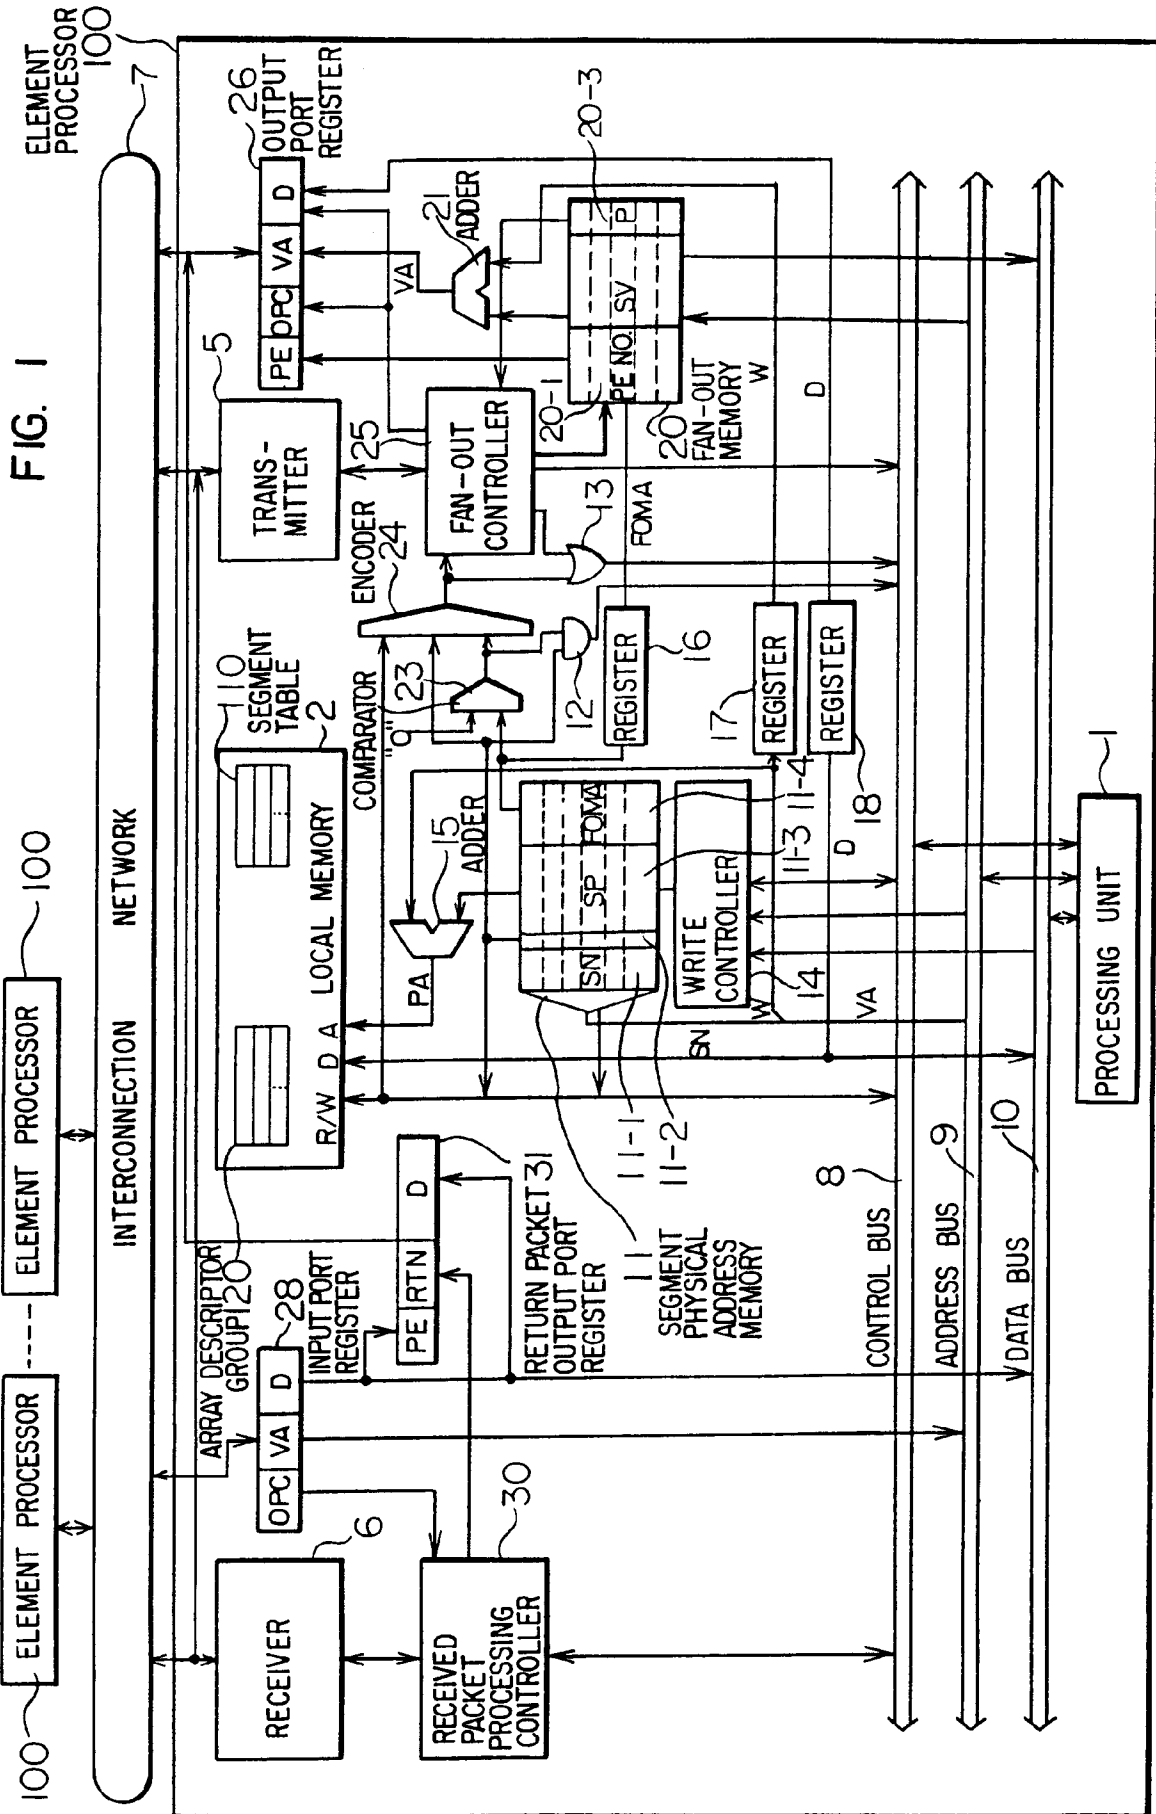 FIG. 1
100
ELEMENT PROCESSOR
ELEMENT PROCESSOR
100
ELEMENT
PROCESSOR
100
INTERCONNECTION NETWORK
7
ARRAY DESCRIPTOR
GROUP 120
110
SEGMENT
TABLE
2
LOCAL MEMORY
R/W D A
5
TRANS-
MITTER
26
OUTPUT
PORT
REGISTER
PE OPC VA D
RECEIVER
6
OPC VA D
28
INPUT PORT
REGISTER
PE RTN D
RETURN PACKET 31
OUTPUT PORT
REGISTER
RECEIVED
PACKET
PROCESSING
CONTROLLER
30
PA
15
ADDER
COMPARATOR
"0"
23
ENCODER
24
25
FAN-OUT
CONTROLLER
VA
21
ADDER
20-3
SN SP FOMA
11-1
11-2
11-3
11-4
11
SEGMENT
PHYSICAL
ADDRESS
MEMORY
WRITE
CONTROLLER
14
12
13
REGISTER
16
FOMA
PE NO. SV P
20-1
20
FAN-OUT
MEMORY
17
REGISTER
W
REGISTER
18
D
SN
W
VA
D
CONTROL BUS
8
ADDRESS BUS
9
DATA BUS
10
PROCESSING UNIT
1